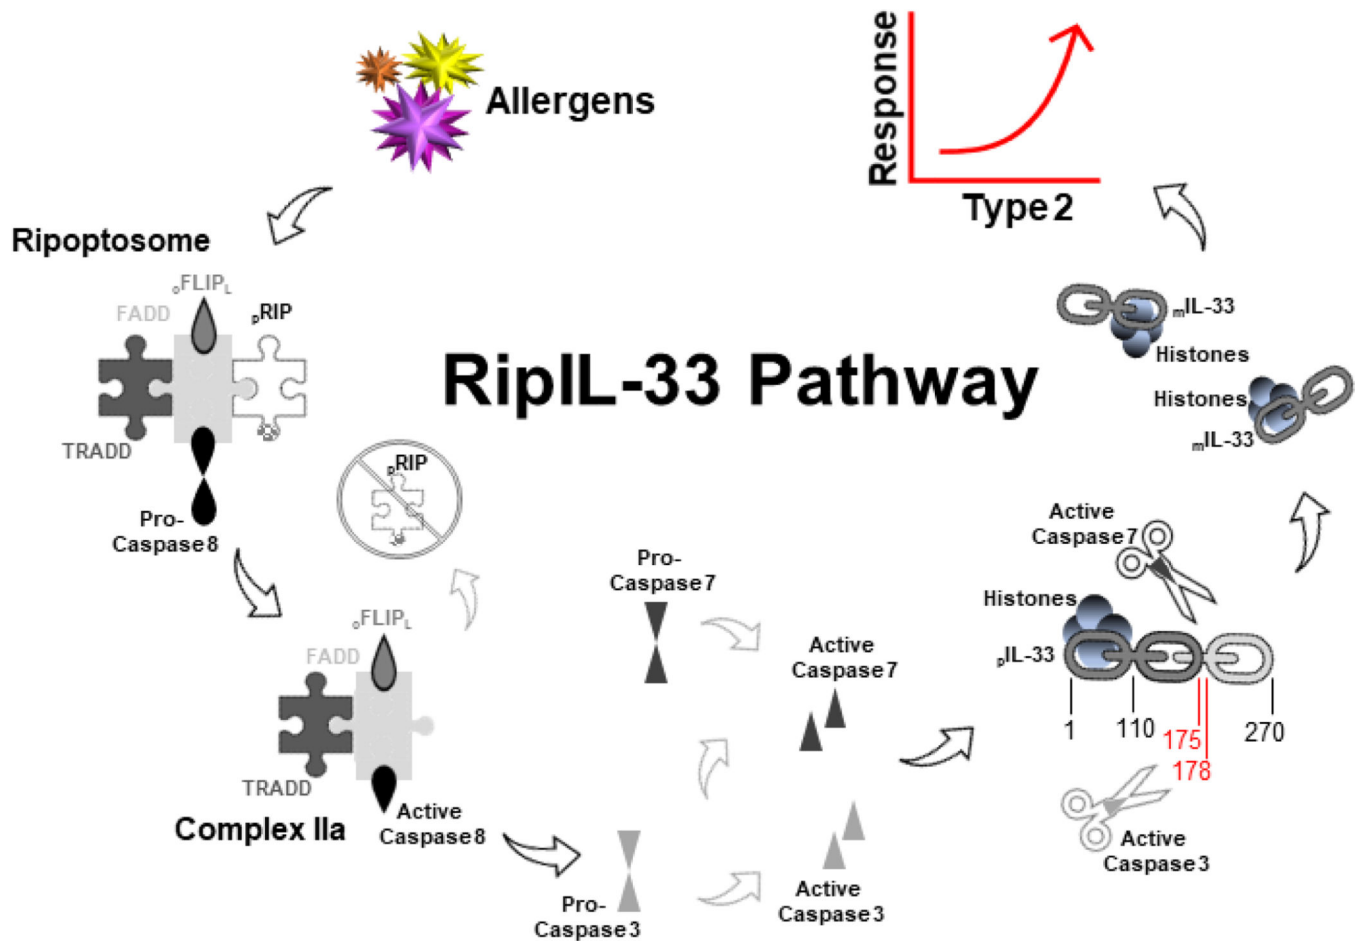 Allergens
Response
Type 2
Ripoptosome
oFLIPL
FADD
pRIP
TRADD
Pro-
Caspase 8
RipIL-33 Pathway
mIL-33
Histones
Histones
mIL-33
pRIP
oFLIPL
FADD
TRADD
Complex IIa
Active
Caspase 8
Pro-
Caspase 7
Active
Caspase 7
Pro-
Caspase 3
Active
Caspase 3
Active
Caspase 7
Histones
pIL-33
1
110
175
178
270
Active
Caspase 3